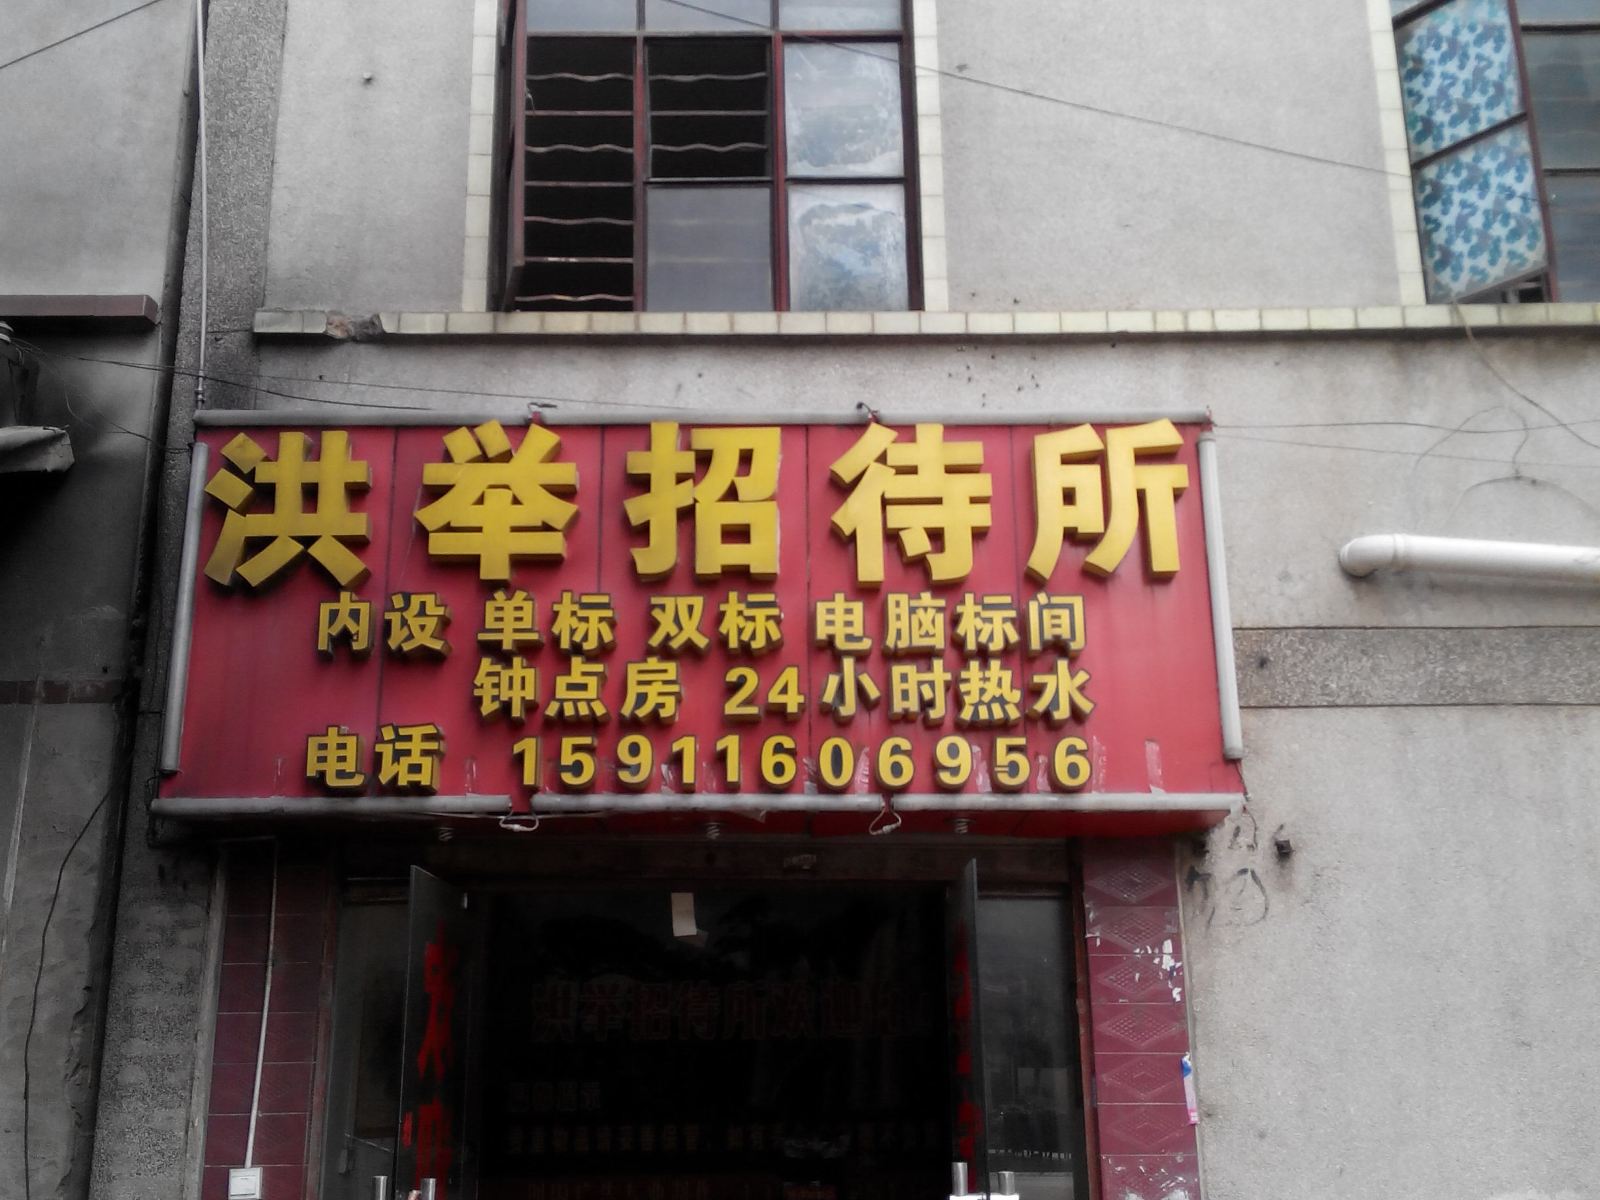 洪举招待所
内设 单标 双标 电脑标间
钟点房 24小时热水
电话 15911606956
洪举招待所欢迎